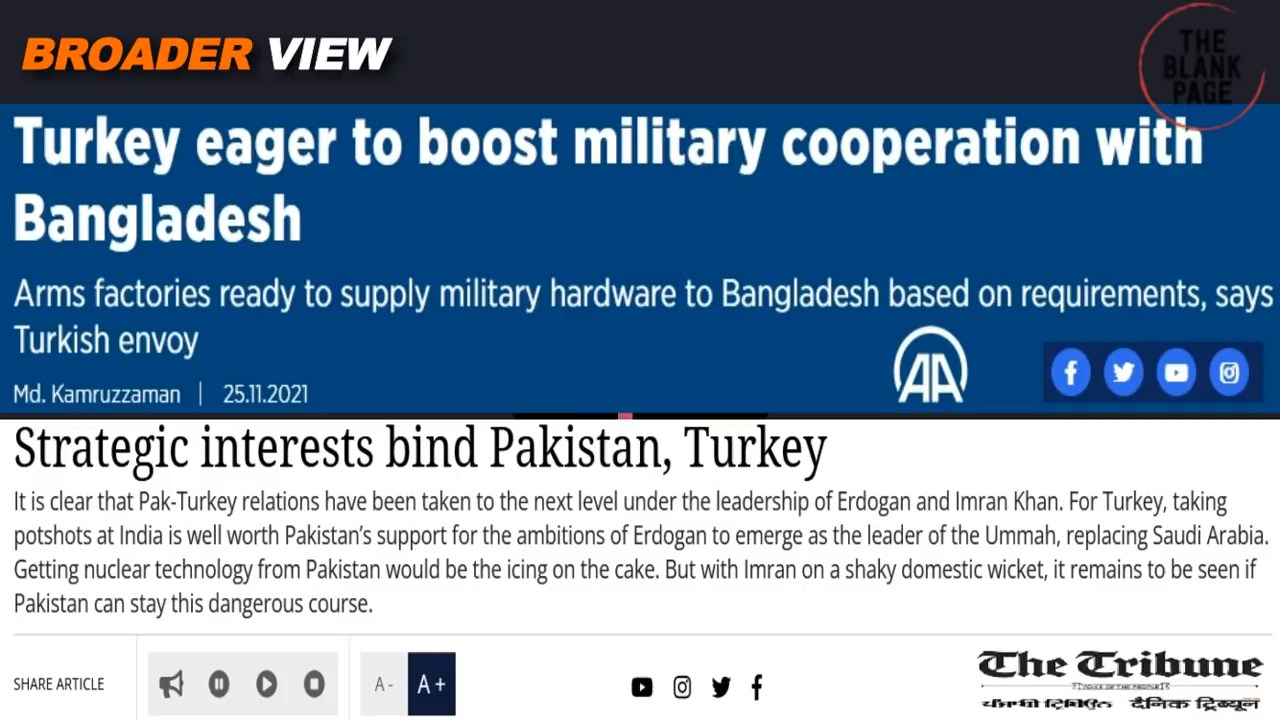 BROADER VIEW
THE
BLANK
PAGE
Turkey eager to boost military cooperation with
Bangladesh
Arms factories ready to supply military hardware to Bangladesh based on requirements, says
Turkish envoy
AA
Md. Kamruzzaman | 25.11.2021
Strategic interests bind Pakistan, Turkey
It is clear that Pak-Turkey relations have been taken to the next level under the leadership of Erdogan and Imran Khan. For Turkey, taking
potshots at India is well worth Pakistan's support for the ambitions of Erdogan to emerge as the leader of the Ummah, replacing Saudi Arabia.
Getting nuclear technology from Pakistan would be the icing on the cake. But with Imran on a shaky domestic wicket, it remains to be seen if
Pakistan can stay this dangerous course.
SHARE ARTICLE
A- A+
The Tribune
VOICE OF THE PEOPLE
ਪੰਜਾਬੀ ਟ੍ਰਿਬਿਊਨ दैनिक ट्रिब्यून